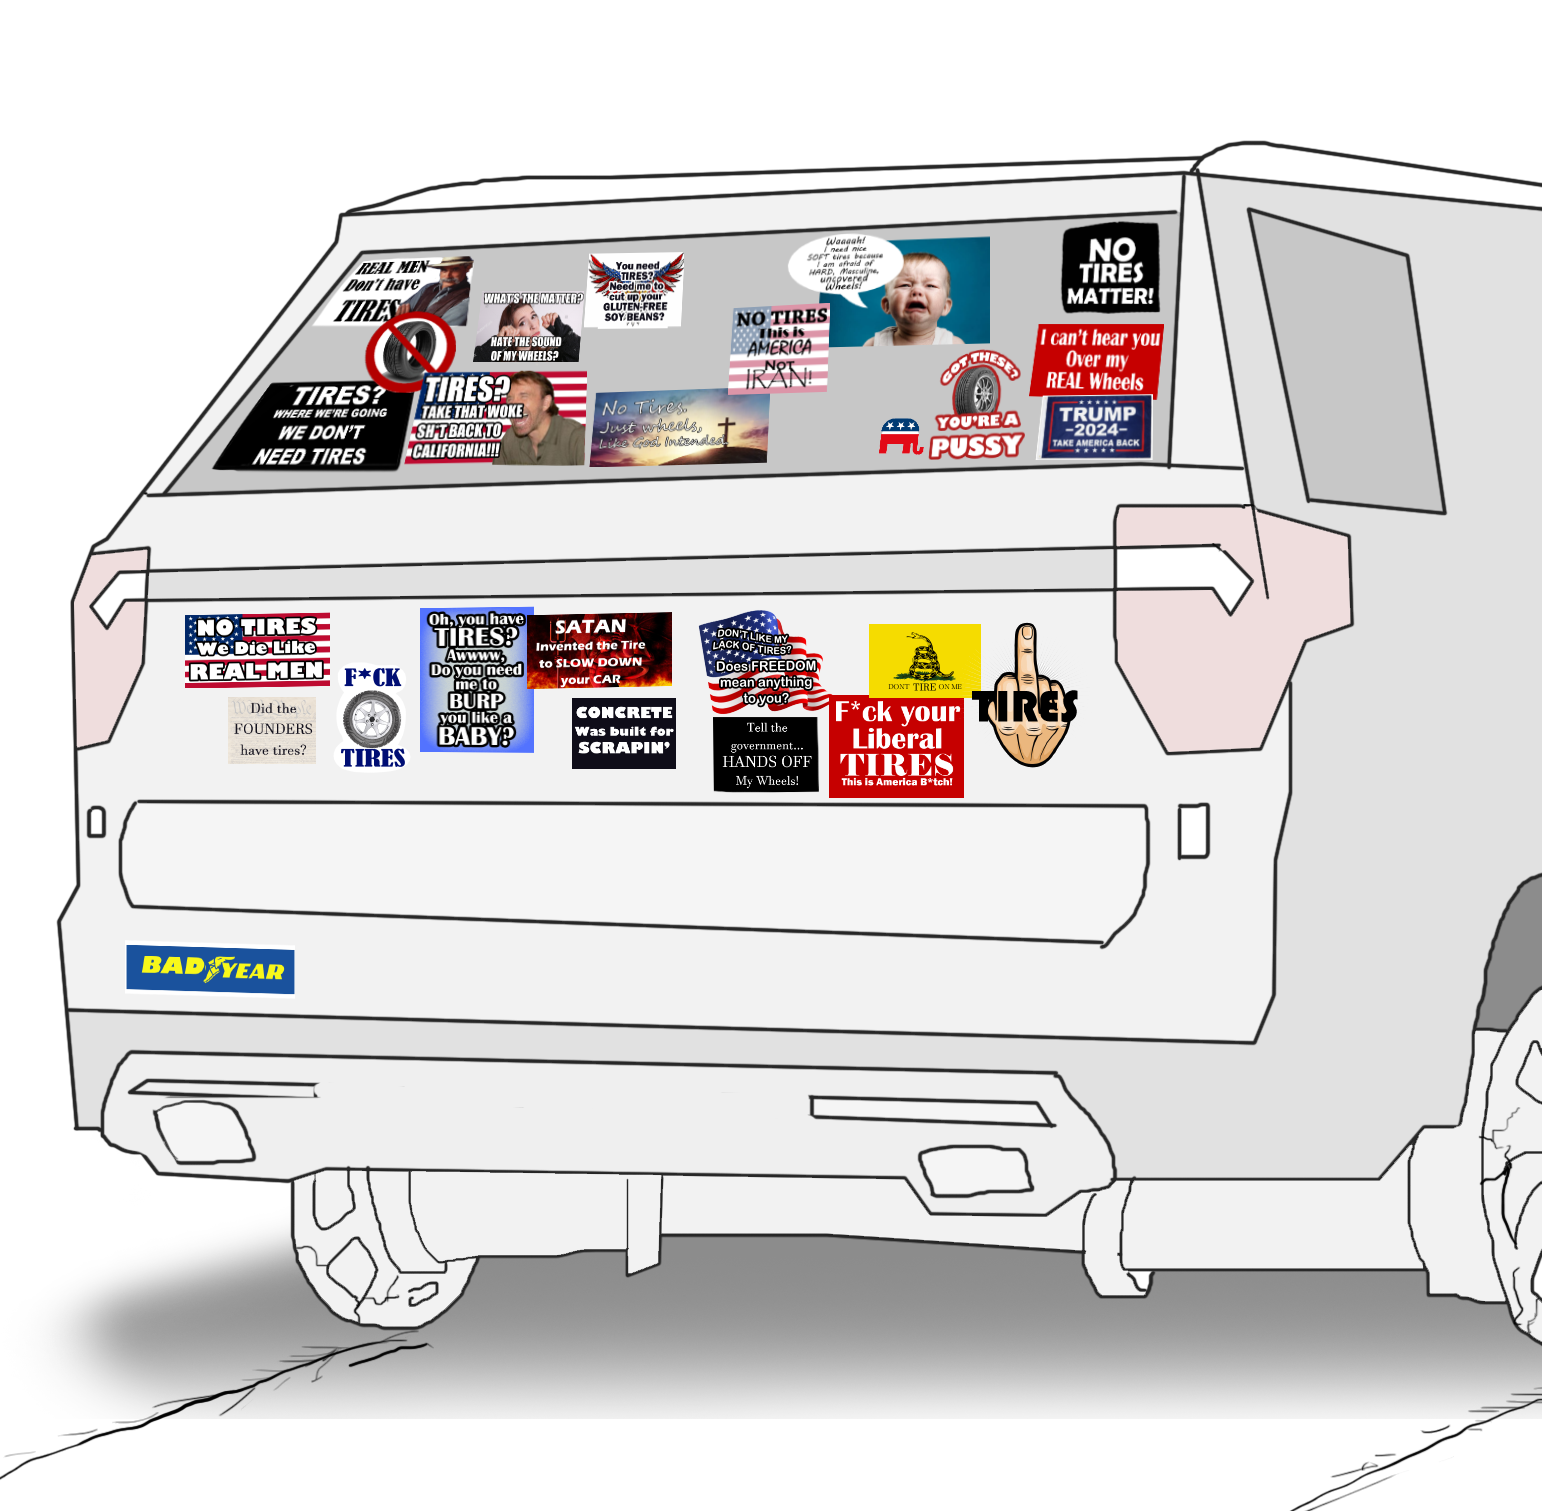 REAL MEN
Don't have
TIRES
WHAT'S THE MATTER?
HATE THE SOUND
OF MY WHEELS?
You need
TIRES?
Need me to
cut up your
GLUTEN-FREE
SOY BEANS?
Waaaah!
I need nice
SOFT tires because
I am afraid of
HARD, Masculine,
uncovered
Wheels!
NO
TIRES
MATTER!
NO TIRES
This is
AMERICA
NOT
IRAN!
I can't hear you
Over my
REAL Wheels
TIRES?
WHERE WE'RE GOING
WE DON'T
NEED TIRES
TIRES?
TAKE THAT WOKE
SH*T BACK TO
CALIFORNIA!!!
No Tires.
Just wheels,
Like God Intended.
GOT THESE?
YOU'RE A
PUSSY
TRUMP
-2024-
TAKE AMERICA BACK
NO TIRES
We Die Like
REAL MEN
Did the
FOUNDERS
have tires?
F*CK
TIRES
Oh, you have
TIRES?
Awwww,
Do you need
me to
BURP
you like a
BABY?
SATAN
Invented the Tire
to SLOW DOWN
your CAR
CONCRETE
Was built for
SCRAPIN'
DON'T LIKE MY
LACK OF TIRES?
Does FREEDOM
mean anything
to you?
Tell the
government...
HANDS OFF
My Wheels!
DONT TIRE ON ME
F*ck your
Liberal
TIRES
This is America B*tch!
TIRES
BAD YEAR